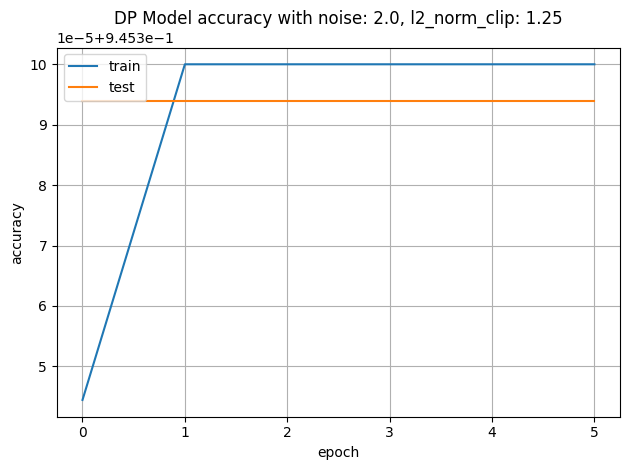 DP Model accuracy with noise: 2.0, l2_norm_clip: 1.25
1e-5+9.453e-1
train
test
10
9
8
7
6
5
accuracy
0 1 2 3 4 5
epoch